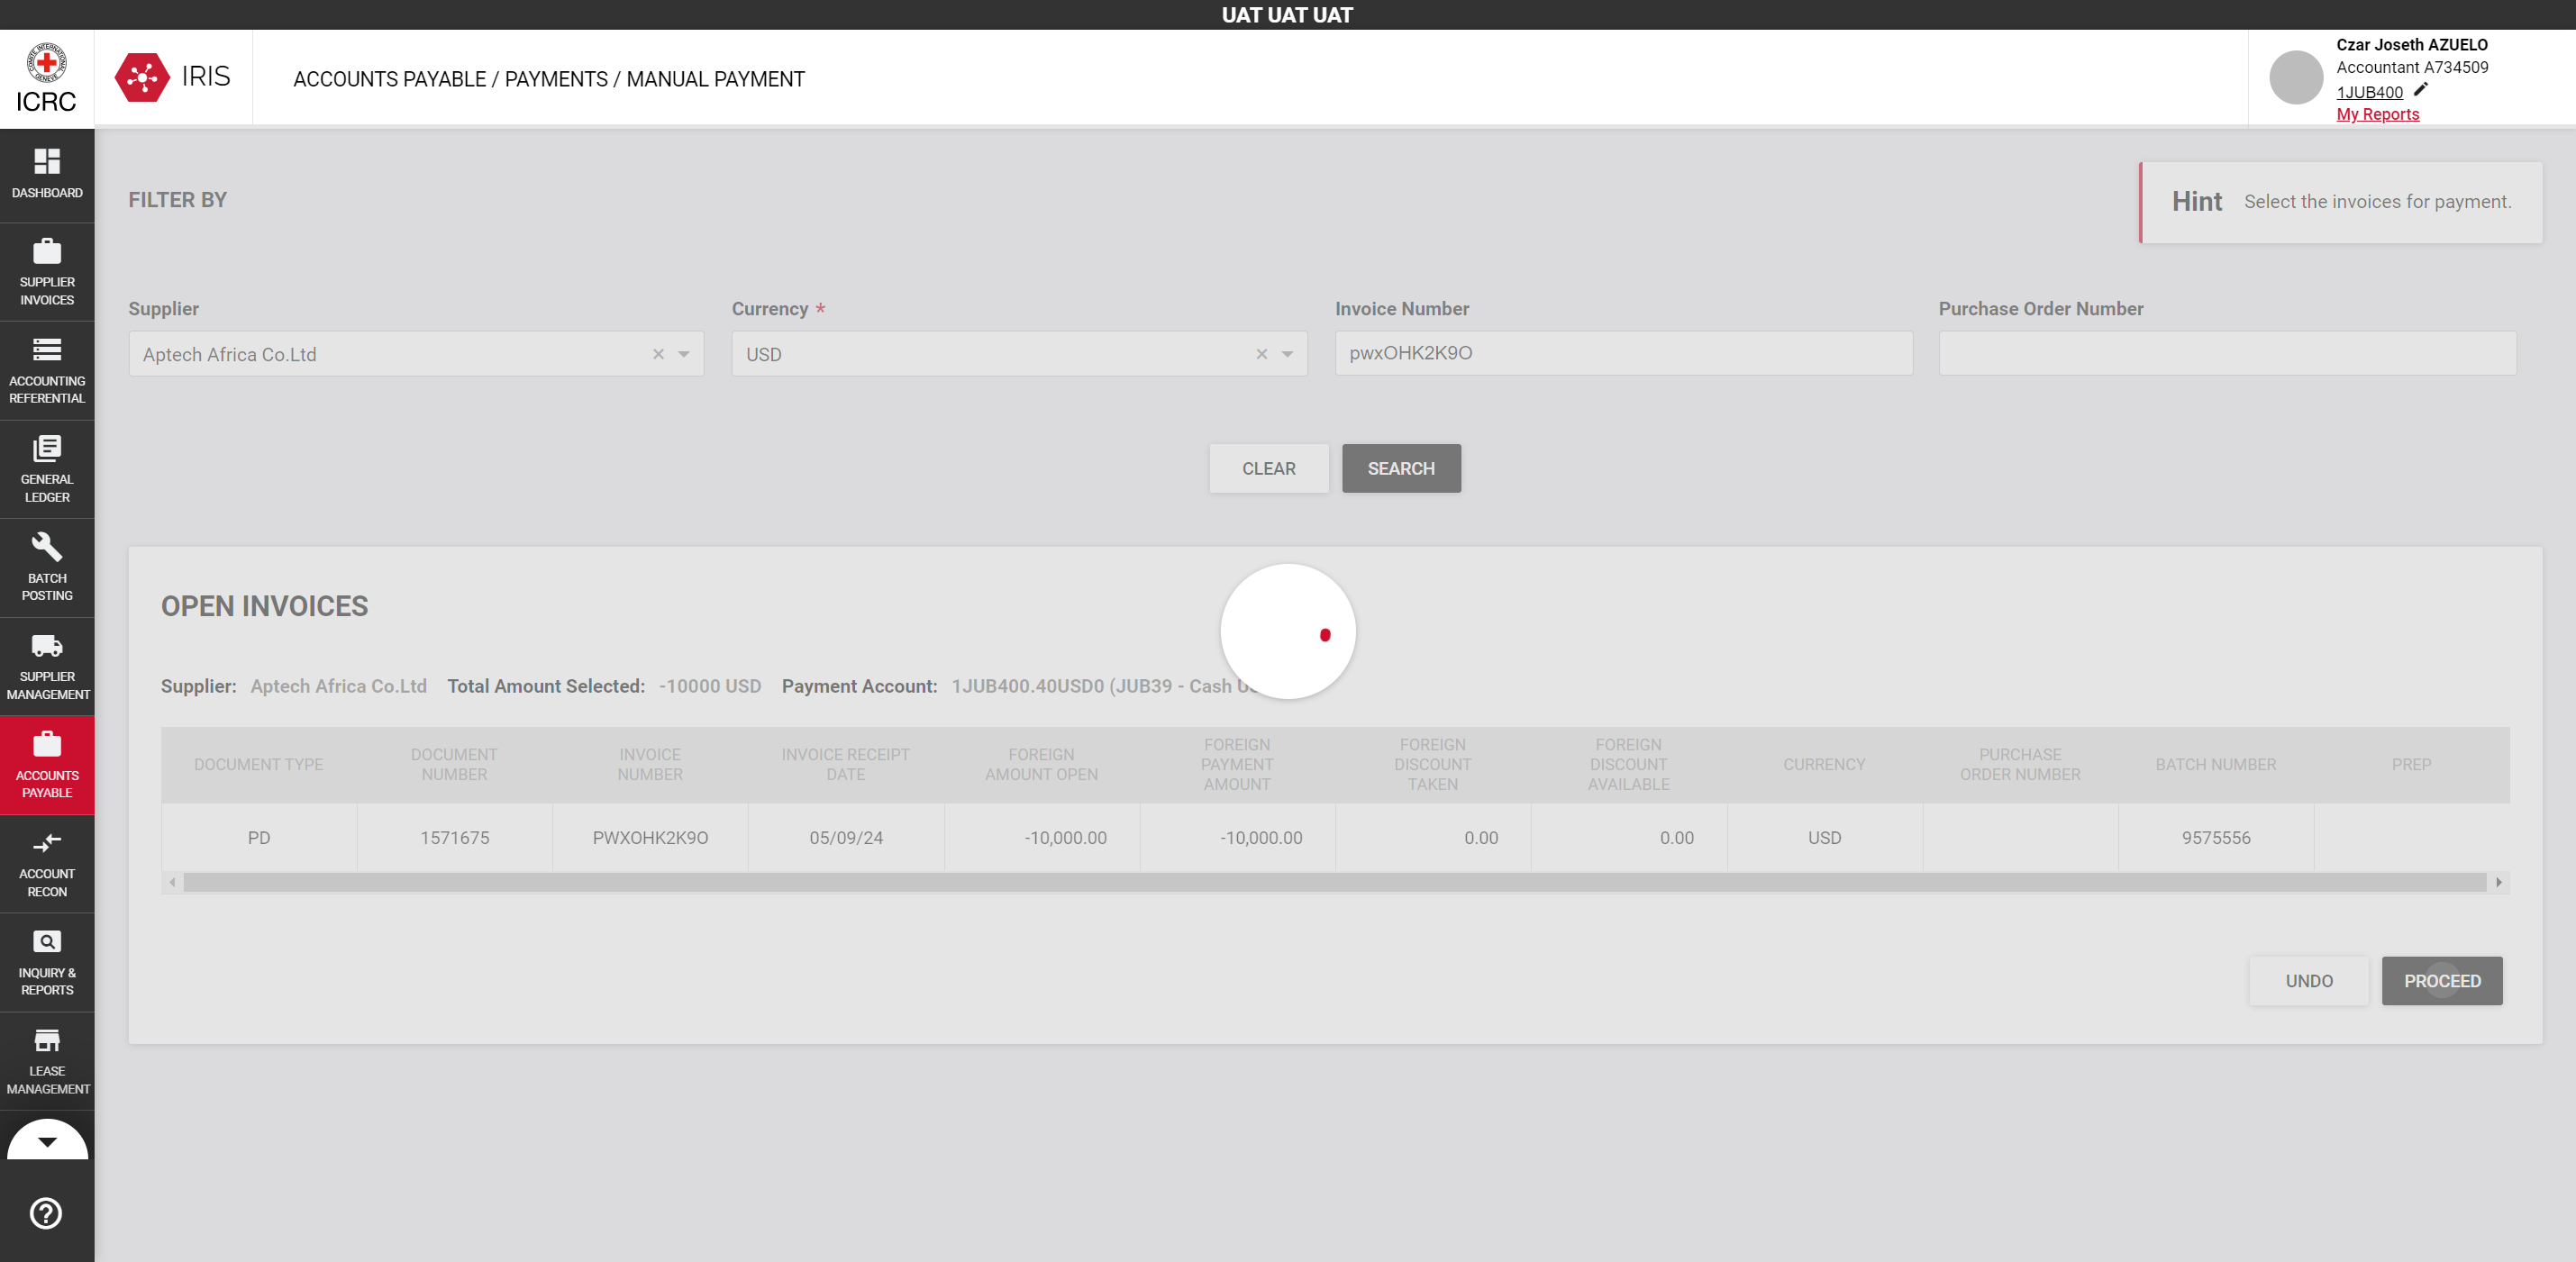 UAT UAT UAT
COMITE INTERNATIONAL GENEVE
ICRC
IRIS
ACCOUNTS PAYABLE / PAYMENTS / MANUAL PAYMENT
Czar Joseth AZUELO
Accountant A734509
1JUB400
My Reports
DASHBOARD
SUPPLIER
INVOICES
ACCOUNTING
REFERENTIAL
GENERAL
LEDGER
BATCH
POSTING
SUPPLIER
MANAGEMENT
ACCOUNTS
PAYABLE
ACCOUNT
RECON
INQUIRY &
REPORTS
LEASE
MANAGEMENT
FILTER BY
Hint Select the invoices for payment.
Supplier Currency * Invoice Number Purchase Order Number
Aptech Africa Co.Ltd USD pwxOHK2K9O
CLEAR SEARCH
OPEN INVOICES
Supplier: Aptech Africa Co.Ltd Total Amount Selected: -10000 USD Payment Account: 1JUB400.40USD0 (JUB39 - Cash
DOCUMENT TYPE
DOCUMENT
NUMBER
INVOICE
NUMBER
INVOICE RECEIPT
DATE
FOREIGN
AMOUNT OPEN
FOREIGN
PAYMENT
AMOUNT
FOREIGN
DISCOUNT
TAKEN
FOREIGN
DISCOUNT
AVAILABLE
CURRENCY
PURCHASE
ORDER NUMBER
BATCH NUMBER
PREP
PD 1571675 PWXOHK2K9O 05/09/24 -10,000.00 -10,000.00 0.00 0.00 USD 9575556
UNDO PROCEED